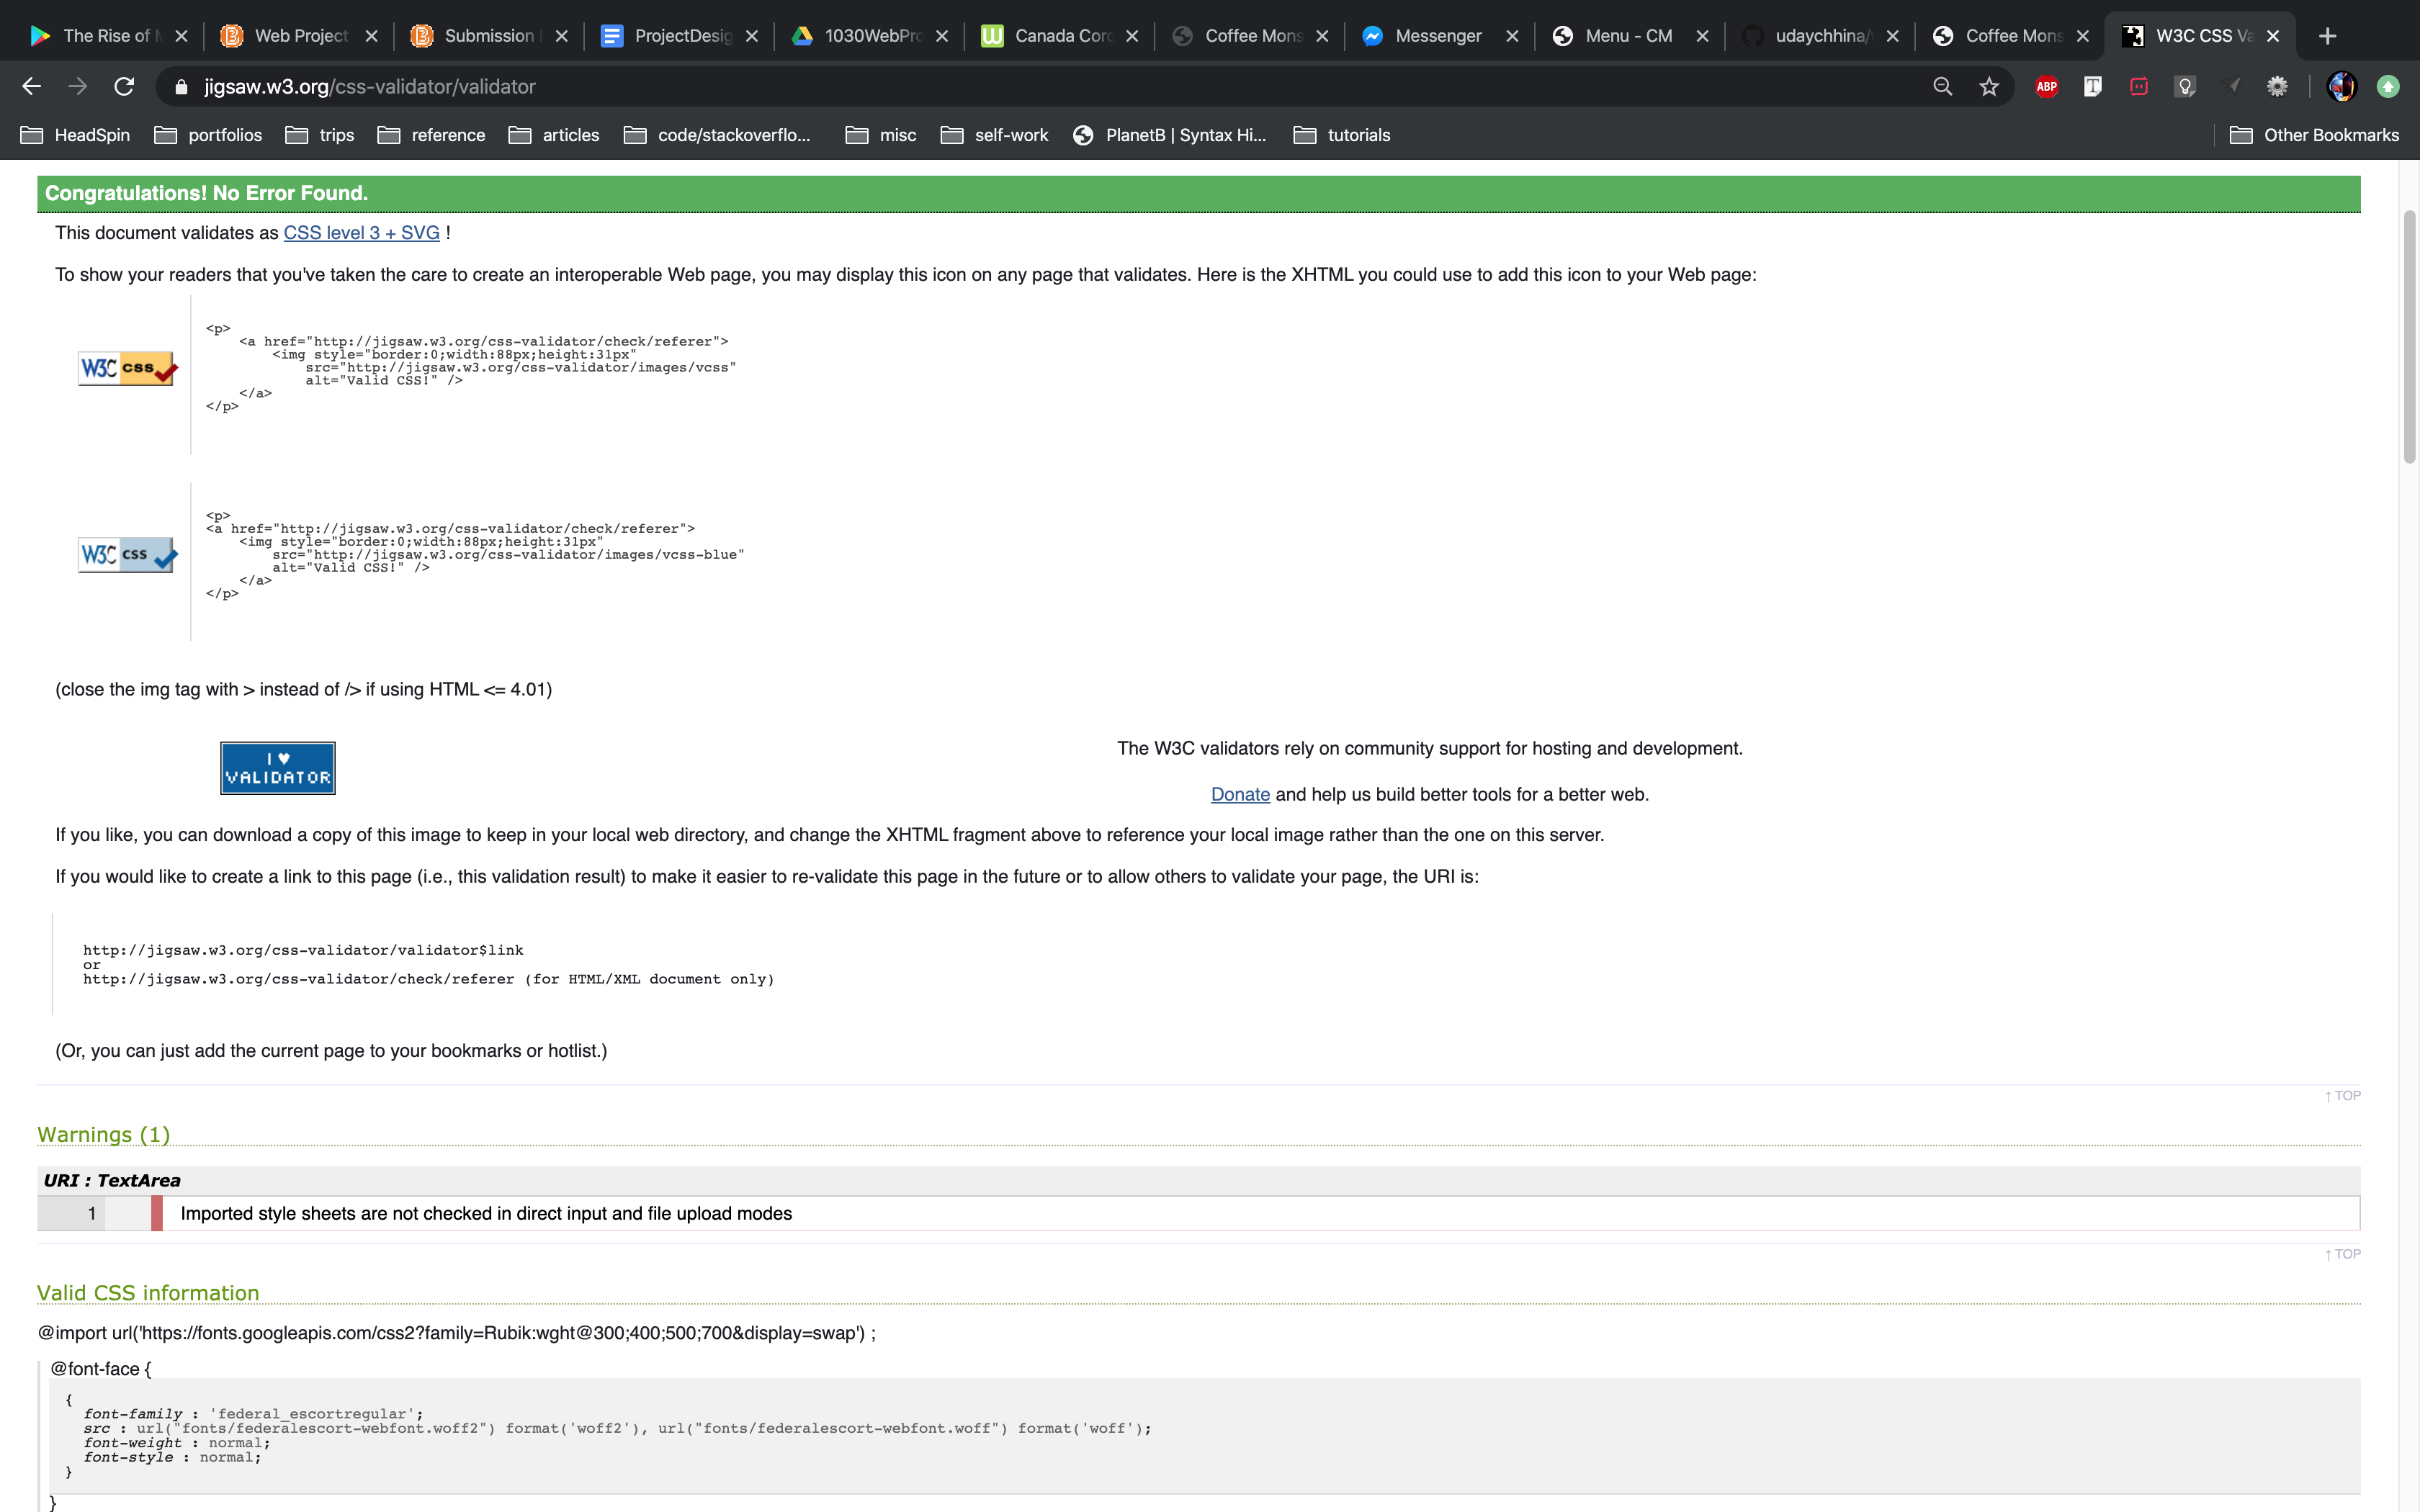 The Rise of
Web Project
Submission
ProjectDesig
1030WebPro
Canada Coro
Coffee Mons
Messenger
Menu - CM
udaychhina/
Coffee Mons
W3C CSS Va
jigsaw.w3.org/css-validator/validator
ABP
T
HeadSpin
portfolios
trips
reference
articles
code/stackoverflo...
misc
self-work
PlanetB | Syntax Hi...
tutorials
Other Bookmarks
Congratulations! No Error Found.
This document validates as CSS level 3 + SVG !
To show your readers that you've taken the care to create an interoperable Web page, you may display this icon on any page that validates. Here is the XHTML you could use to add this icon to your Web page:
W3C css
<p>
<a href="http://jigsaw.w3.org/css-validator/check/referer">
<img style="border:0;width:88px;height:31px"
src="http://jigsaw.w3.org/css-validator/images/vcss"
alt="Valid CSS!" />
</a>
</p>
W3C css
<p>
<a href="http://jigsaw.w3.org/css-validator/check/referer">
<img style="border:0;width:88px;height:31px"
src="http://jigsaw.w3.org/css-validator/images/vcss-blue"
alt="Valid CSS!" />
</a>
</p>
(close the img tag with > instead of /> if using HTML <= 4.01)
I ♥
VALIDATOR
The W3C validators rely on community support for hosting and development.
Donate and help us build better tools for a better web.
If you like, you can download a copy of this image to keep in your local web directory, and change the XHTML fragment above to reference your local image rather than the one on this server.
If you would like to create a link to this page (i.e., this validation result) to make it easier to re-validate this page in the future or to allow others to validate your page, the URI is:
http://jigsaw.w3.org/css-validator/validator$link
or
http://jigsaw.w3.org/css-validator/check/referer (for HTML/XML document only)
(Or, you can just add the current page to your bookmarks or hotlist.)
↑ TOP
Warnings (1)
URI : TextArea
1 Imported style sheets are not checked in direct input and file upload modes
↑ TOP
Valid CSS information
@import url('https://fonts.googleapis.com/css2?family=Rubik:wght@300;400;500;700&display=swap') ;
@font-face {
{
font-family : 'federal_escortregular';
src : url("fonts/federalescort-webfont.woff2") format('woff2'), url("fonts/federalescort-webfont.woff") format('woff');
font-weight : normal;
font-style : normal;
}
}